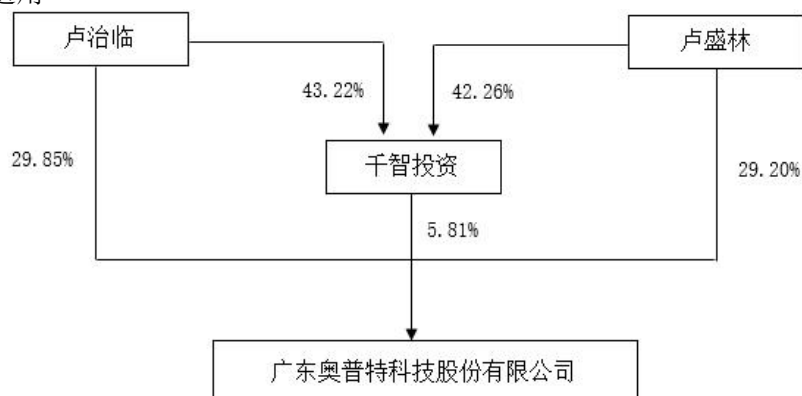 卢治临
卢盛林
43.22%
42.26%
29.85%
千智投资
29.20%
5.81%
广东奥普特科技股份有限公司